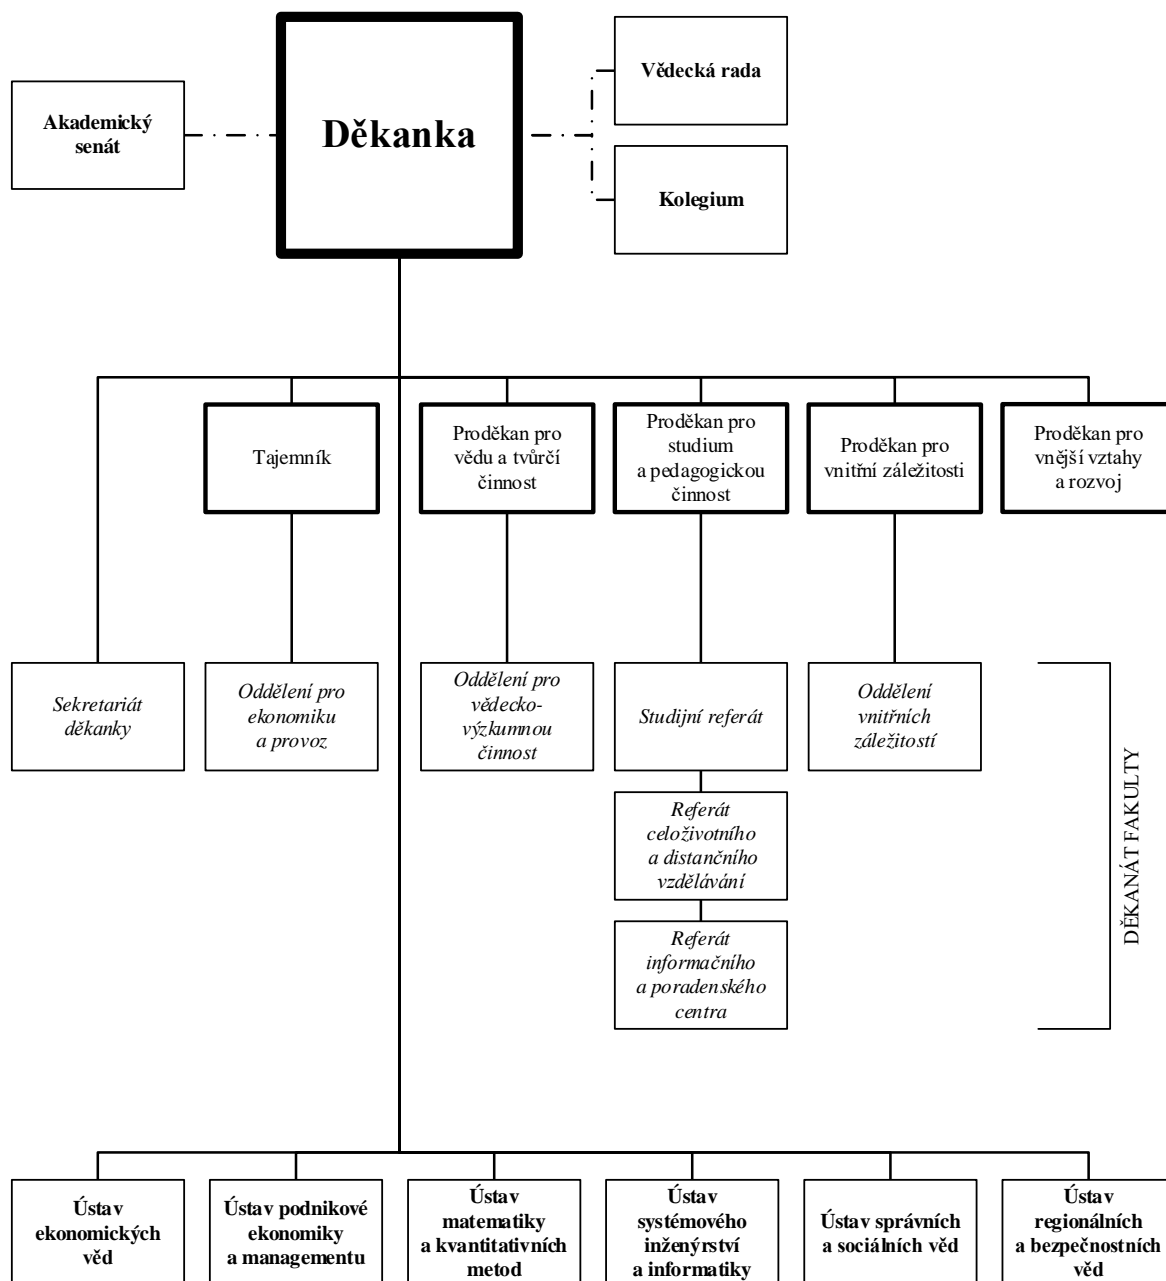 Akademický
senát
Děkanka
Vědecká rada
Kolegium
Tajemník
Proděkan pro
vědu a tvůrčí
činnost
Proděkan pro
studium
a pedagogickou
činnost
Proděkan pro
vnitřní záležitosti
Proděkan pro
vnější vztahy
a rozvoj
Sekretariát
děkanky
Oddělení pro
ekonomiku
a provoz
Oddělení pro
vědecko-
výzkumnou
činnost
Studijní referát
Oddělení
vnitřních
záležitostí
Referát
celoživotního
a distančního
vzdělávání
Referát
informačního
a poradenského
centra
DĚKANÁT FAKULTY
Ústav
ekonomických
věd
Ústav podnikové
ekonomiky
a managementu
Ústav
matematiky
a kvantitativních
metod
Ústav
systémového
inženýrství
a informatiky
Ústav správních
a sociálních věd
Ústav
regionálních
a bezpečnostních
věd